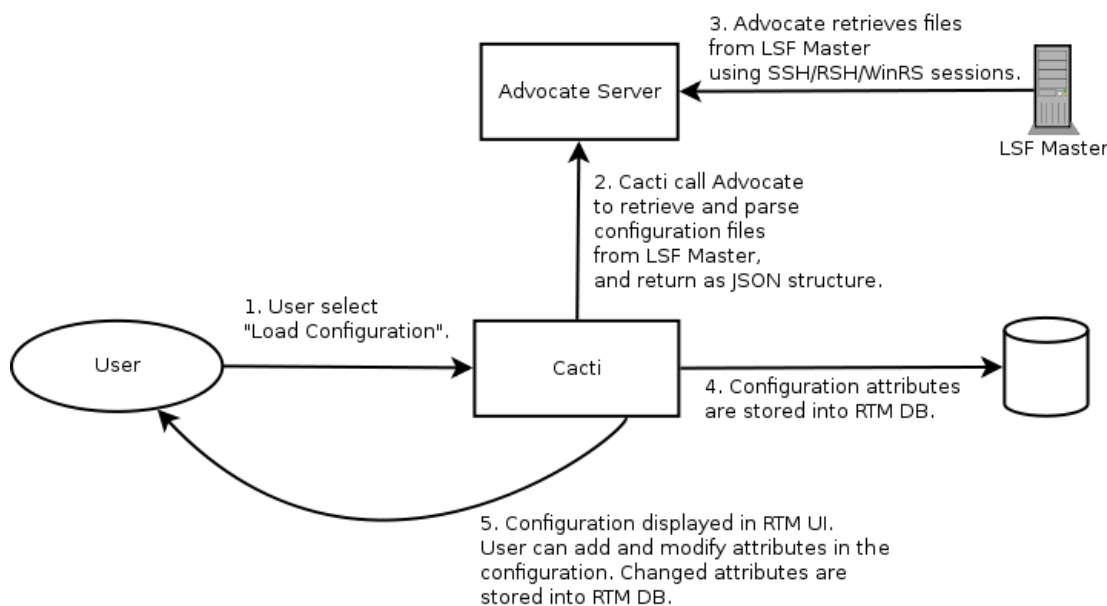 3. Advocate retrieves files
from LSF Master
using SSH/RSH/WinRS sessions.
Advocate Server
LSF Master
2. Cacti call Advocate
to retrieve and parse
configuration files
from LSF Master,
and return as JSON structure.
1. User select
"Load Configuration".
User
Cacti
4. Configuration attributes
are stored into RTM DB.
5. Configuration displayed in RTM UI.
User can add and modify attributes in the
configuration. Changed attributes are
stored into RTM DB.